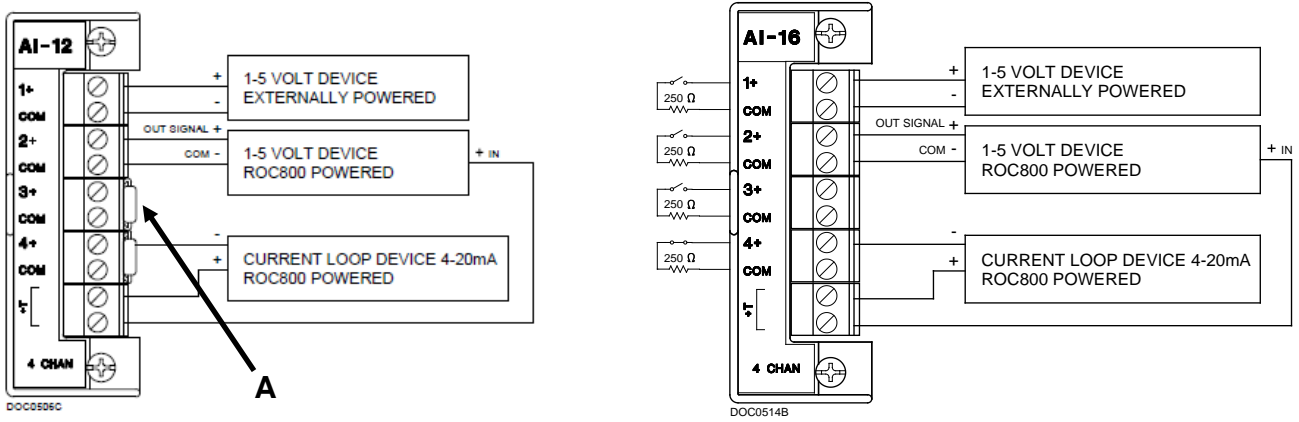 AI-12
1+
COM
2+
COM
3+
COM
4+
COM
+T
4 CHAN
+
1-5 VOLT DEVICE
-
EXTERNALLY POWERED
OUT SIGNAL +
COM -
1-5 VOLT DEVICE
ROC800 POWERED
+ IN
-
+
CURRENT LOOP DEVICE 4-20mA
ROC800 POWERED
A
DOC0506C
AI-16
250 Ω
250 Ω
250 Ω
250 Ω
1+
COM
2+
COM
3+
COM
4+
COM
+T
4 CHAN
+
1-5 VOLT DEVICE
-
EXTERNALLY POWERED
OUT SIGNAL +
COM -
1-5 VOLT DEVICE
ROC800 POWERED
+ IN
-
+
CURRENT LOOP DEVICE 4-20mA
ROC800 POWERED
DOC0514B